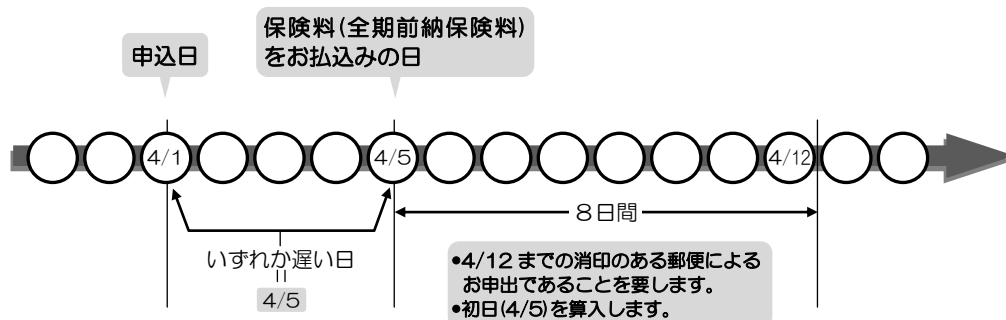 申込日
保険料(全期前納保険料)
をお払込みの日
4/1
4/5
4/12
8日間
いずれか遅い日
=
4/5
•4/12 までの消印のある郵便による
お申出であることを要します。
•初日(4/5)を算入します。